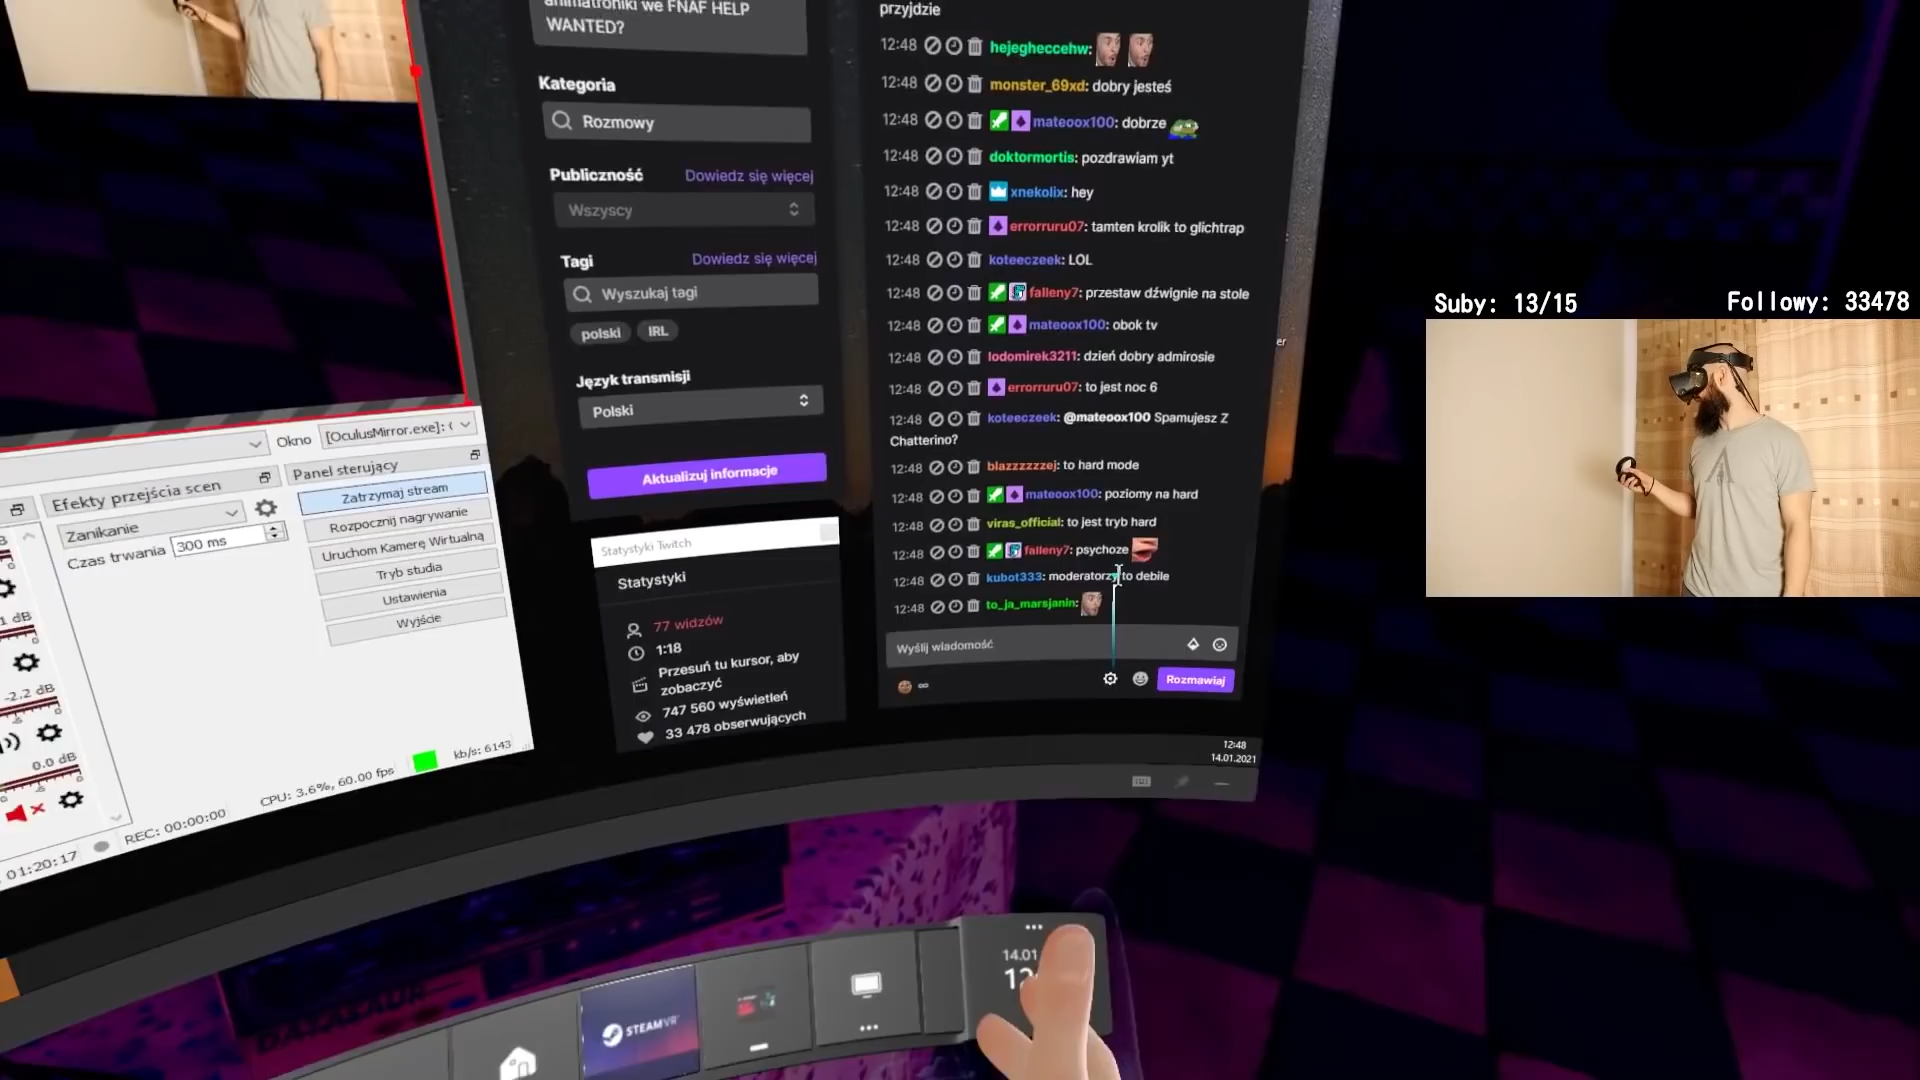 animatroniki we FNAF HELP
WANTED?
Kategoria
Rozmowy
Publiczność Dowiedz się więcej
Wszyscy
Tagi Dowiedz się więcej
Wyszukaj tagi
polski IRL
Język transmisji
Polski
Aktualizuj informacje
Statystyki Twitch
Statystyki
77 widzów
1:18
Przesuń tu kursor, aby
zobaczyć
747 560 wyświetleń
33 478 obserwujących
przyjdzie
12:48 hejegheccehw:
12:48 monster_69xd: dobry jesteś
12:48 mateoox100: dobrze
12:48 doktormortis: pozdrawiam yt
12:48 xnekolix: hey
12:48 errorruru07: tamten krolik to glichtrap
12:48 koteeczeek: LOL
12:48 falleny7: przestaw dźwignie na stole
12:48 mateoox100: obok tv
12:48 lodomirek3211: dzień dobry admirosie
12:48 errorruru07: to jest noc 6
12:48 koteeczeek: @mateoox100 Spamujesz Z
Chatterino?
12:48 blazzzzzzej: to hard mode
12:48 mateoox100: poziomy na hard
12:48 viras_official: to jest tryb hard
12:48 falleny7: psychoze
12:48 kubot333: moderatorzy to debile
12:48 to_ja_marsjanin:
Wyślij wiadomość
∞
Rozmawiaj
12:48
14.01.2021
er
Suby: 13/15 Followy: 33478
Okno [OculusMirror.exe]: (
Efekty przejścia scen
Zanikanie
Czas trwania 300 ms
Panel sterujący
Zatrzymaj stream
Rozpocznij nagrywanie
Uruchom Kamerę Wirtualną
Tryb studia
Ustawienia
Wyjście
1 dB
-2.2 dB
0.0 dB
01:20:17 REC: 00:00:00 CPU: 3.6%, 60.00 fps kb/s: 6143
STEAMVR
14.01
12